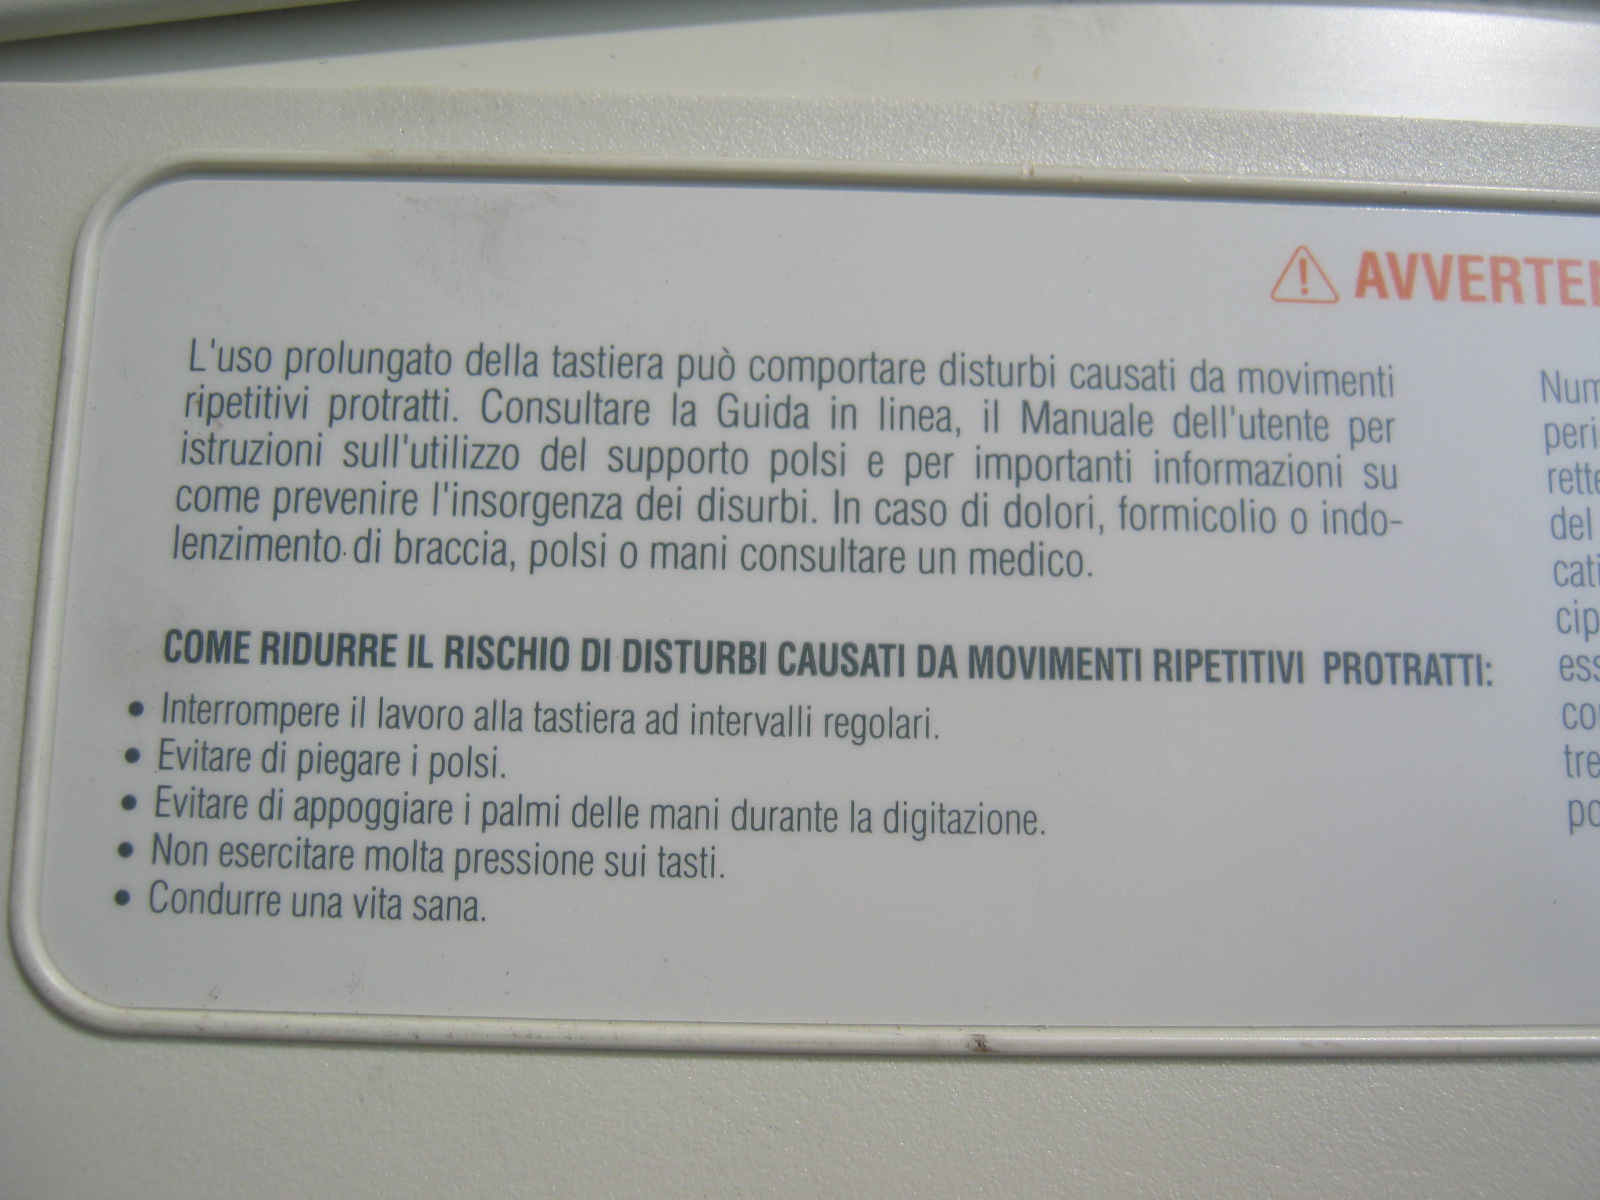 L'uso prolungato della tastiera può comportare disturbi causati da movimenti
ripetitivi protratti. Consultare la Guida in linea, il Manuale dell'utente per
istruzioni sull'utilizzo del supporto polsi e per importanti informazioni su
come prevenire l'insorgenza dei disurbi. In caso di dolori, formicolio o indo-
lenzimento di braccia, polsi o mani consultare un medico.
COME RIDURRE IL RISCHIO DI DISTURBI CAUSATI DA MOVIMENTI RIPETITIVI PROTRATTI:
• Interrompere il lavoro alla tastiera ad intervalli regolari.
• Evitare di piegare i polsi.
• Evitare di appoggiare i palmi delle mani durante la digitazione.
• Non esercitare molta pressione sui tasti.
• Condurre una vita sana.